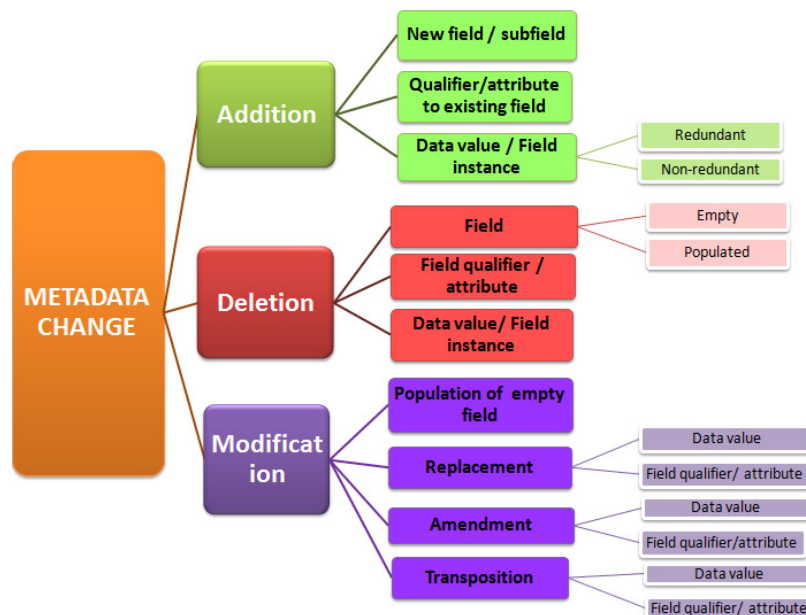 METADATA
CHANGE
Addition
New field / subfield
Qualifier/attribute
to existing field
Data value / Field
instance
Redundant
Non-redundant
Deletion
Field
Empty
Populated
Field qualifier /
attribute
Data value/ Field
instance
Modificat
ion
Population of empty
field
Replacement
Data value
Field qualifier/ attribute
Amendment
Data value
Field qualifier/attribute
Transposition
Data value
Field qualifier/ attribute